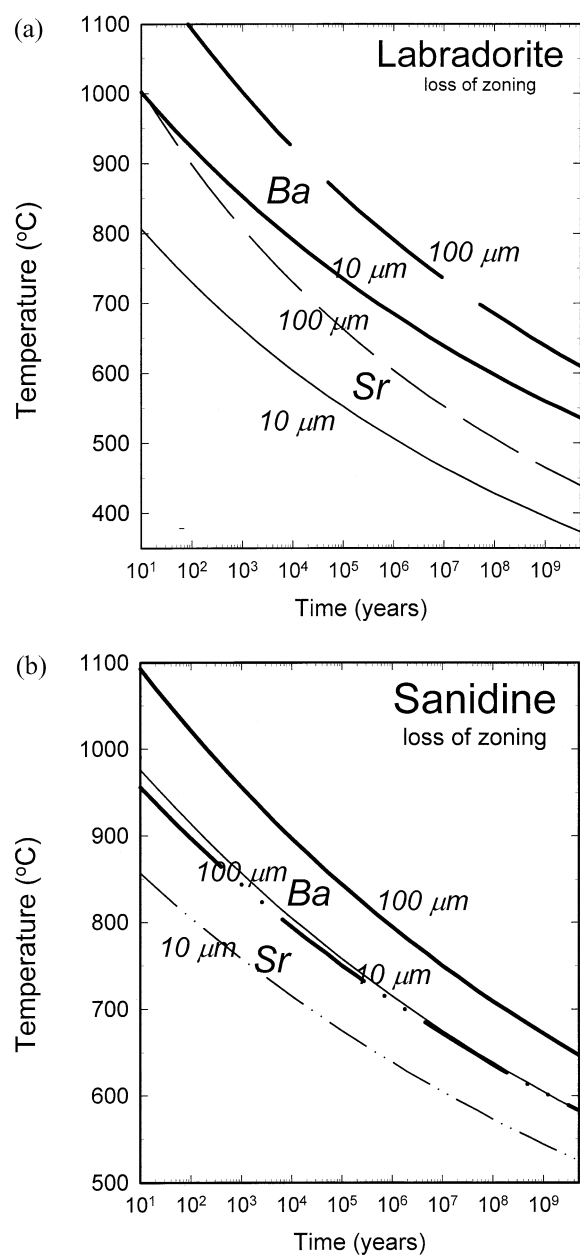 (a)
1100
Labradorite
loss of zoning
1000
900
Ba
800
10 μm
100 μm
700
100 μm
600
Sr
500
10 μm
400
Temperature (°C)
10¹ 10² 10³ 10⁴ 10⁵ 10⁶ 10⁷ 10⁸ 10⁹
Time (years)
(b)
1100
Sanidine
loss of zoning
1000
900
100 μm
Ba
100 μm
800
10 μm
Sr
10 μm
700
600
500
Temperature (°C)
10¹ 10² 10³ 10⁴ 10⁵ 10⁶ 10⁷ 10⁸ 10⁹
Time (years)